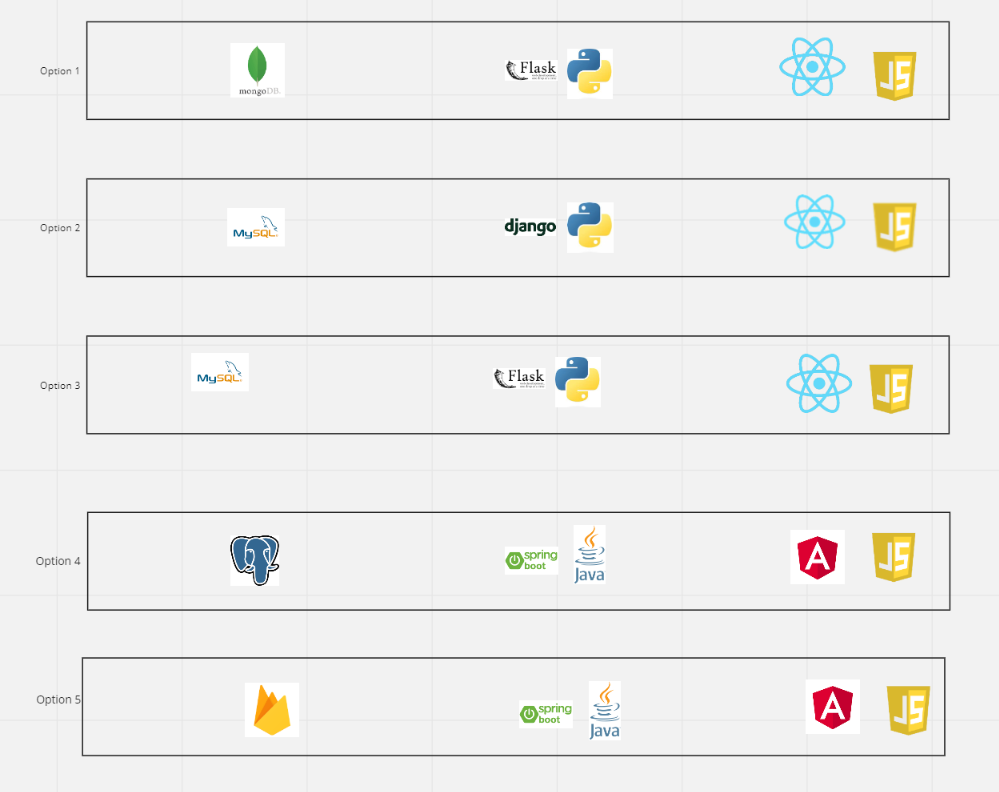 Option 1
mongoDB.
Flask
JS
Option 2
MySQL
django
JS
Option 3
MySQL
Flask
JS
Option 4
spring
boot
Java
A
JS
Option 5
spring
boot
Java
A
JS